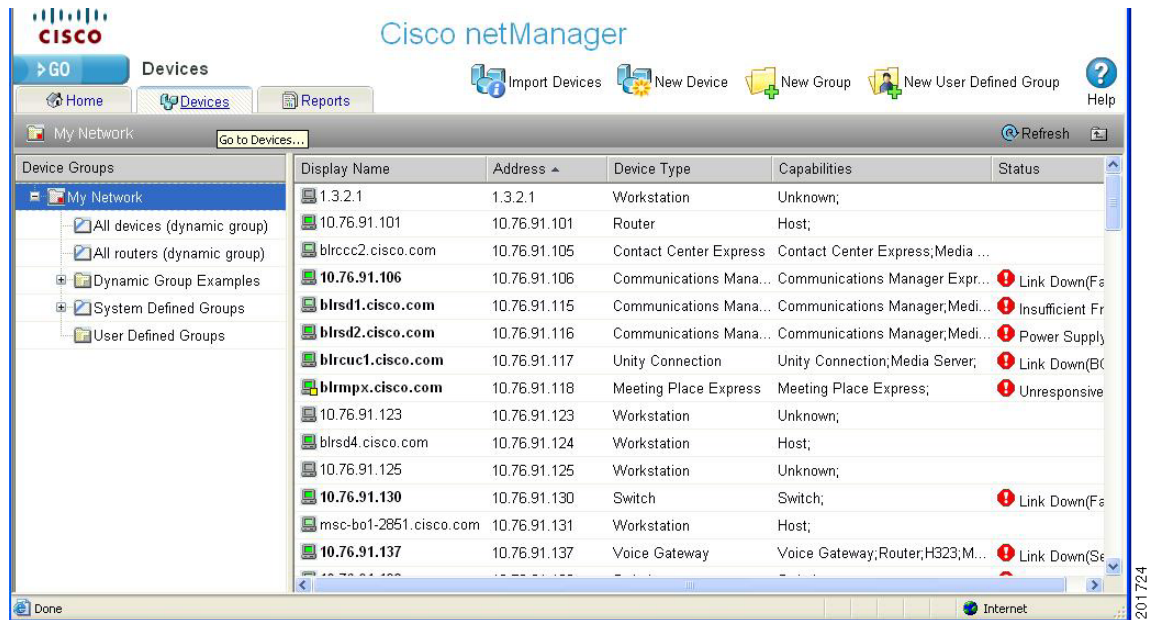 CISCO
Cisco netManager
GO
Devices
Import Devices
New Device
New Group
New User Defined Group
Help
Home
Devices
Reports
My Network
Go to Devices...
Refresh
Device Groups
Display Name Address Device Type Capabilities Status
My Network
All devices (dynamic group)
All routers (dynamic group)
Dynamic Group Examples
System Defined Groups
User Defined Groups
1.3.2.1 1.3.2.1 Workstation Unknown;
10.76.91.101 10.76.91.101 Router Host;
blrccc2.cisco.com 10.76.91.105 Contact Center Express Contact Center Express;Media ...
10.76.91.106 10.76.91.106 Communications Mana... Communications Manager Expr... Link Down(Fa
blrsd1.cisco.com 10.76.91.115 Communications Mana... Communications Manager;Medi... Insufficient Fr
blrsd2.cisco.com 10.76.91.116 Communications Mana... Communications Manager;Medi... Power Supply
blrcuc1.cisco.com 10.76.91.117 Unity Connection Unity Connection;Media Server; Link Down(BO
blrmpx.cisco.com 10.76.91.118 Meeting Place Express Meeting Place Express; Unresponsive
10.76.91.123 10.76.91.123 Workstation Unknown;
blrsd4.cisco.com 10.76.91.124 Workstation Host;
10.76.91.125 10.76.91.125 Workstation Unknown;
10.76.91.130 10.76.91.130 Switch Switch; Link Down(Fa
msc-bo1-2851.cisco.com 10.76.91.131 Workstation Host;
10.76.91.137 10.76.91.137 Voice Gateway Voice Gateway;Router;H323;M... Link Down(Se
Done
Internet
201724